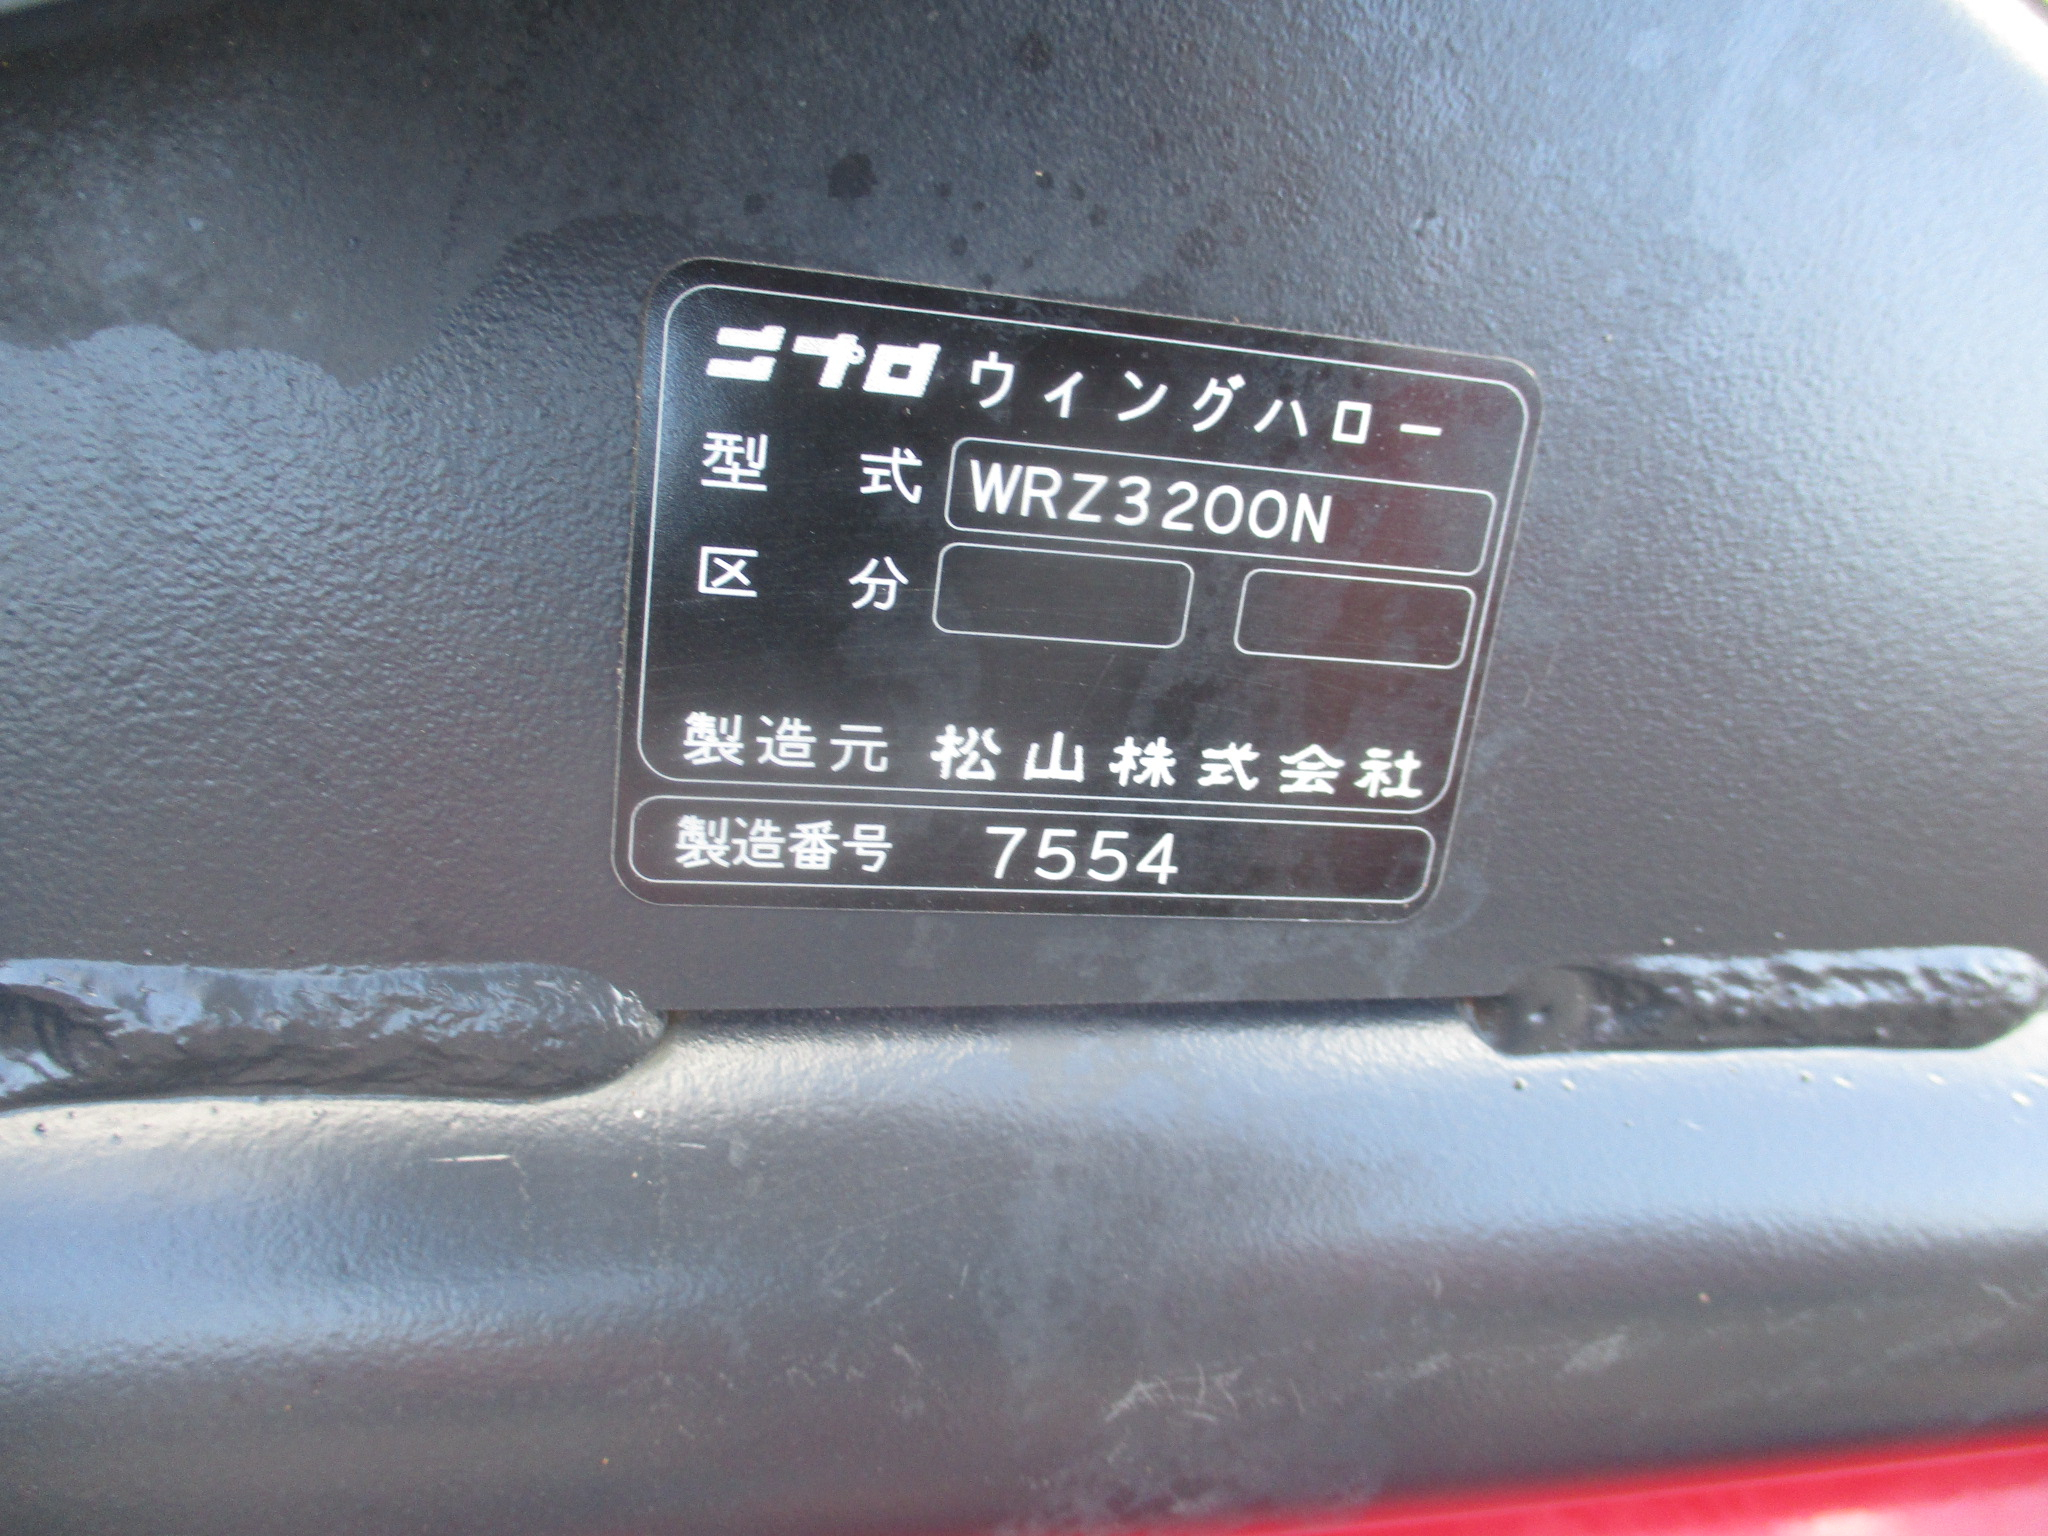 ニプロ ウィングハロー
型式 WRZ3200N
区分
製造元 松山株式会社
製造番号 7554